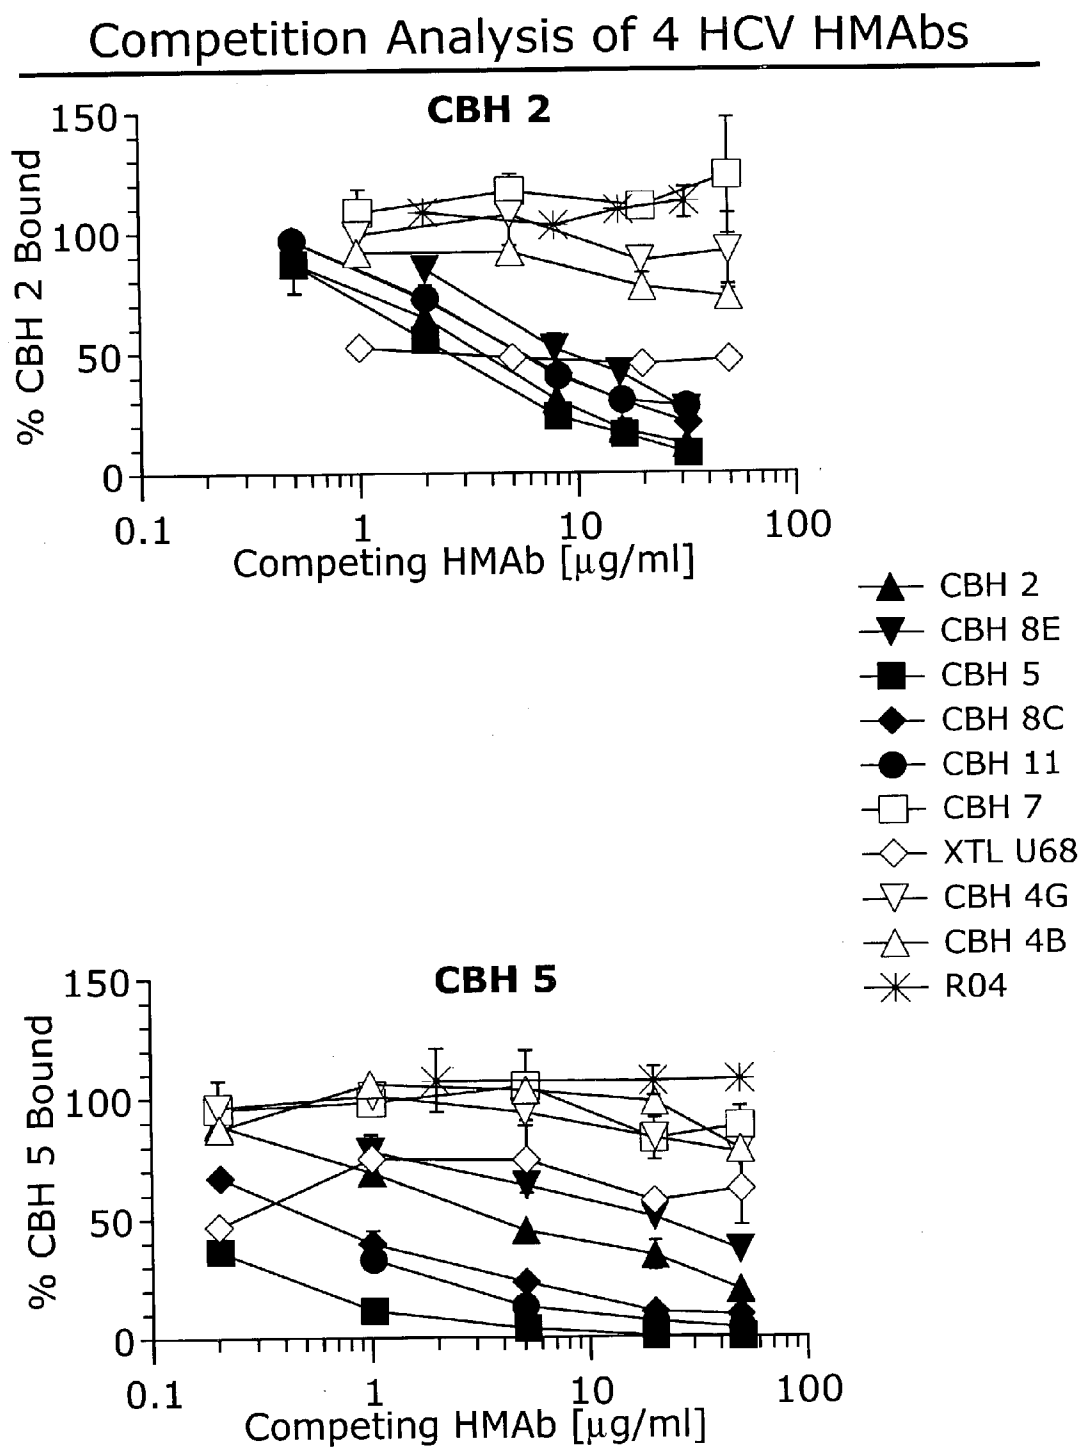 Competition Analysis of 4 HCV HMAbs
CBH 2
150
100
50
0
% CBH 2 Bound
0.1 1 10 100
Competing HMAb [μg/ml]
CBH 2
CBH 8E
CBH 5
CBH 8C
CBH 11
CBH 7
XTL U68
CBH 4G
CBH 4B
R04
CBH 5
150
100
50
0
% CBH 5 Bound
0.1 1 10 100
Competing HMAb [μg/ml]